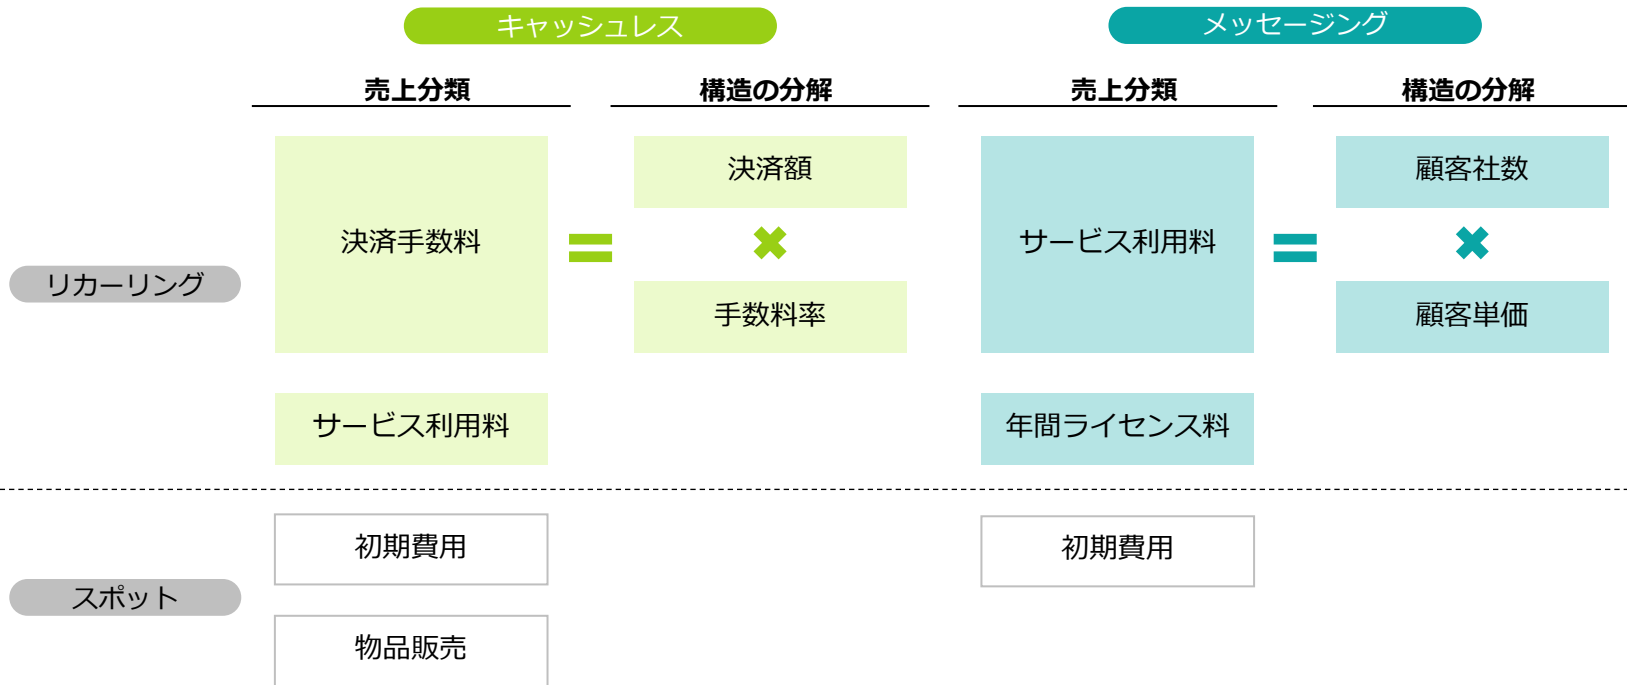 キャッシュレス
メッセージング
売上分類
構造の分解
売上分類
構造の分解
リカーリング
決済手数料
=
決済額
×
手数料率
サービス利用料
=
顧客社数
×
顧客単価
サービス利用料
年間ライセンス料
スポット
初期費用
初期費用
物品販売